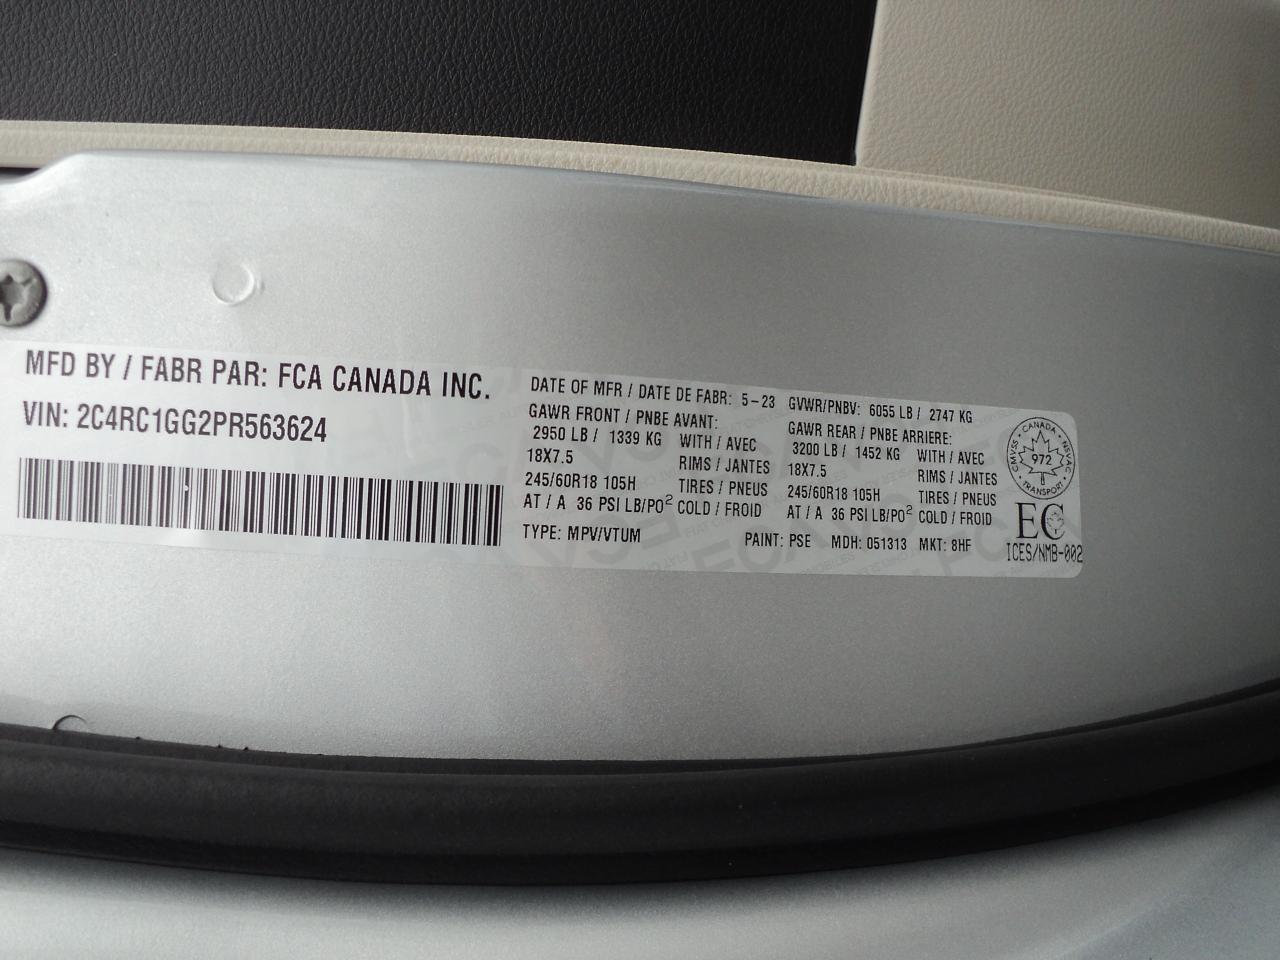 MFD BY / FABR PAR: FCA CANADA INC.
VIN: 2C4RC1GG2PR563624
DATE OF MFR / DATE DE FABR: 5-23 GVWR/PNBV: 6055 LB / 2747 KG
GAWR FRONT / PNBE AVANT:
2950 LB / 1339 KG WITH / AVEC
18X7.5 RIMS / JANTES
245/60R18 105H TIRES / PNEUS
AT / A 36 PSI LB/PO² COLD / FROID
GAWR REAR / PNBE ARRIERE:
3200 LB / 1452 KG WITH / AVEC
18X7.5 RIMS / JANTES
245/60R18 105H TIRES / PNEUS
AT / A 36 PSI LB/PO² COLD / FROID
TYPE: MPV/VTUM PAINT: PSE MDH: 051313 MKT: 8HF
CANADA
CMVSS 972 NSVAC
TRANSPORT
EC
ICES/NMB-002